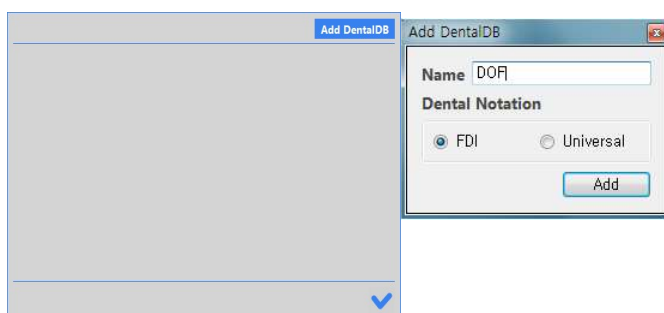 Add DentalDB
Add DentalDB
Name DOF
Dental Notation
FDI Universal
Add